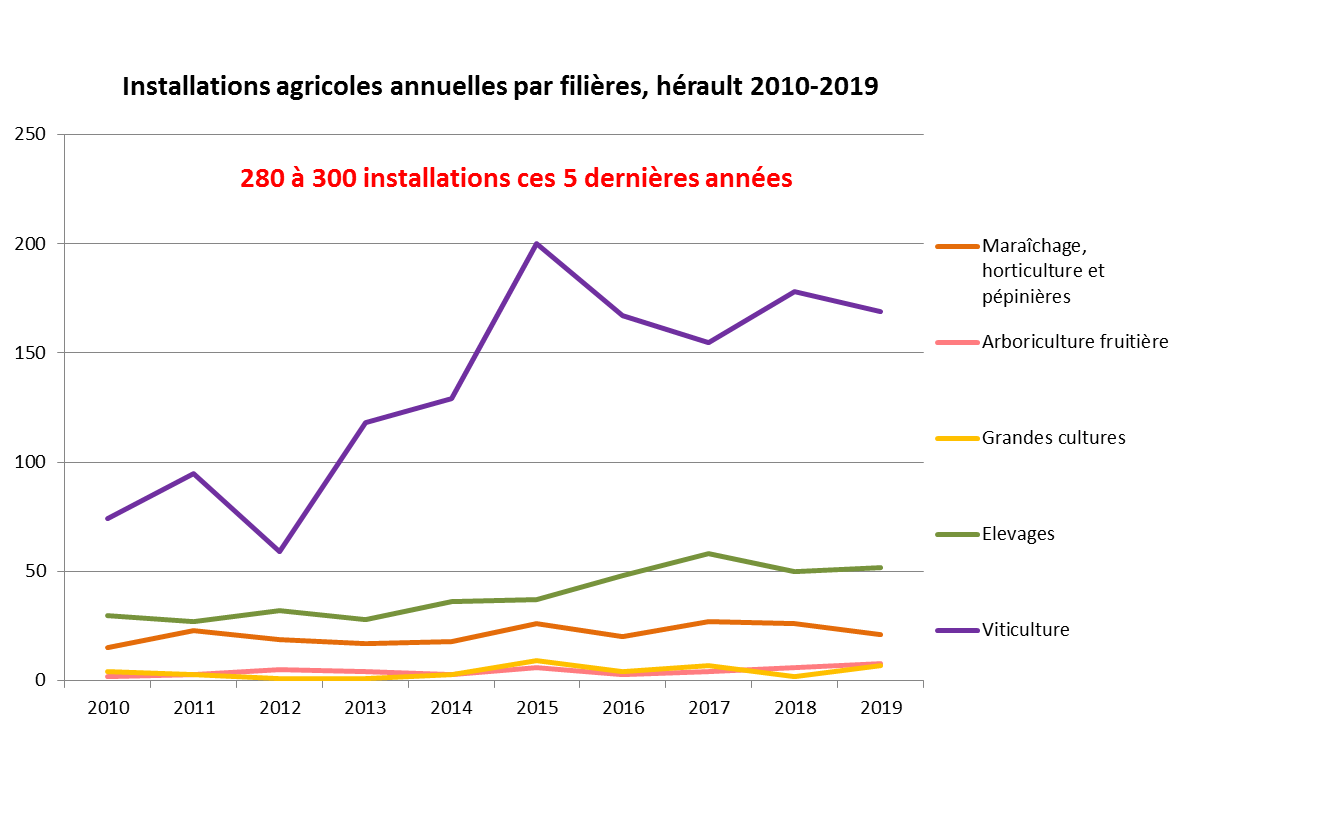 Installations agricoles annuelles par filières, hérault 2010-2019
250
280 à 300 installations ces 5 dernières années
200
150
100
50
0
2010 2011 2012 2013 2014 2015 2016 2017 2018 2019
Maraîchage,
horticulture et
pépinières
Arboriculture fruitière
Grandes cultures
Elevages
Viticulture